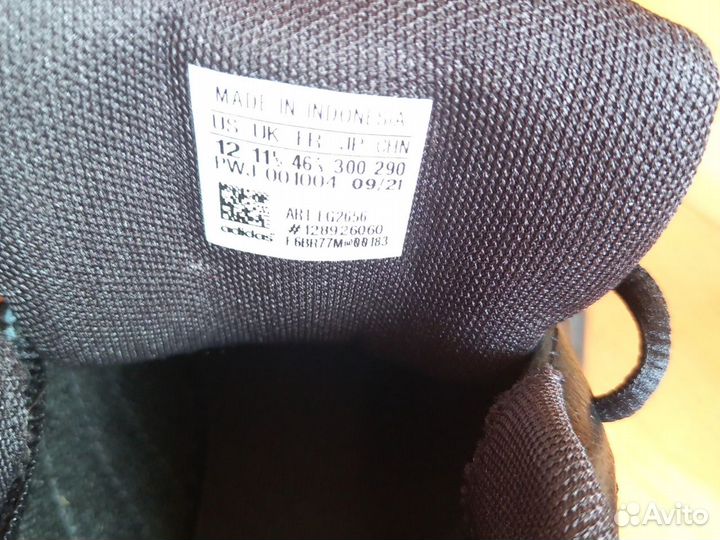 MADE IN INDONESIA
US UK FR JP CHN
12 11½ 46⅔ 300 290
PWJ 001004 09/21
ART FG2656
#128926060
adidas
Avito